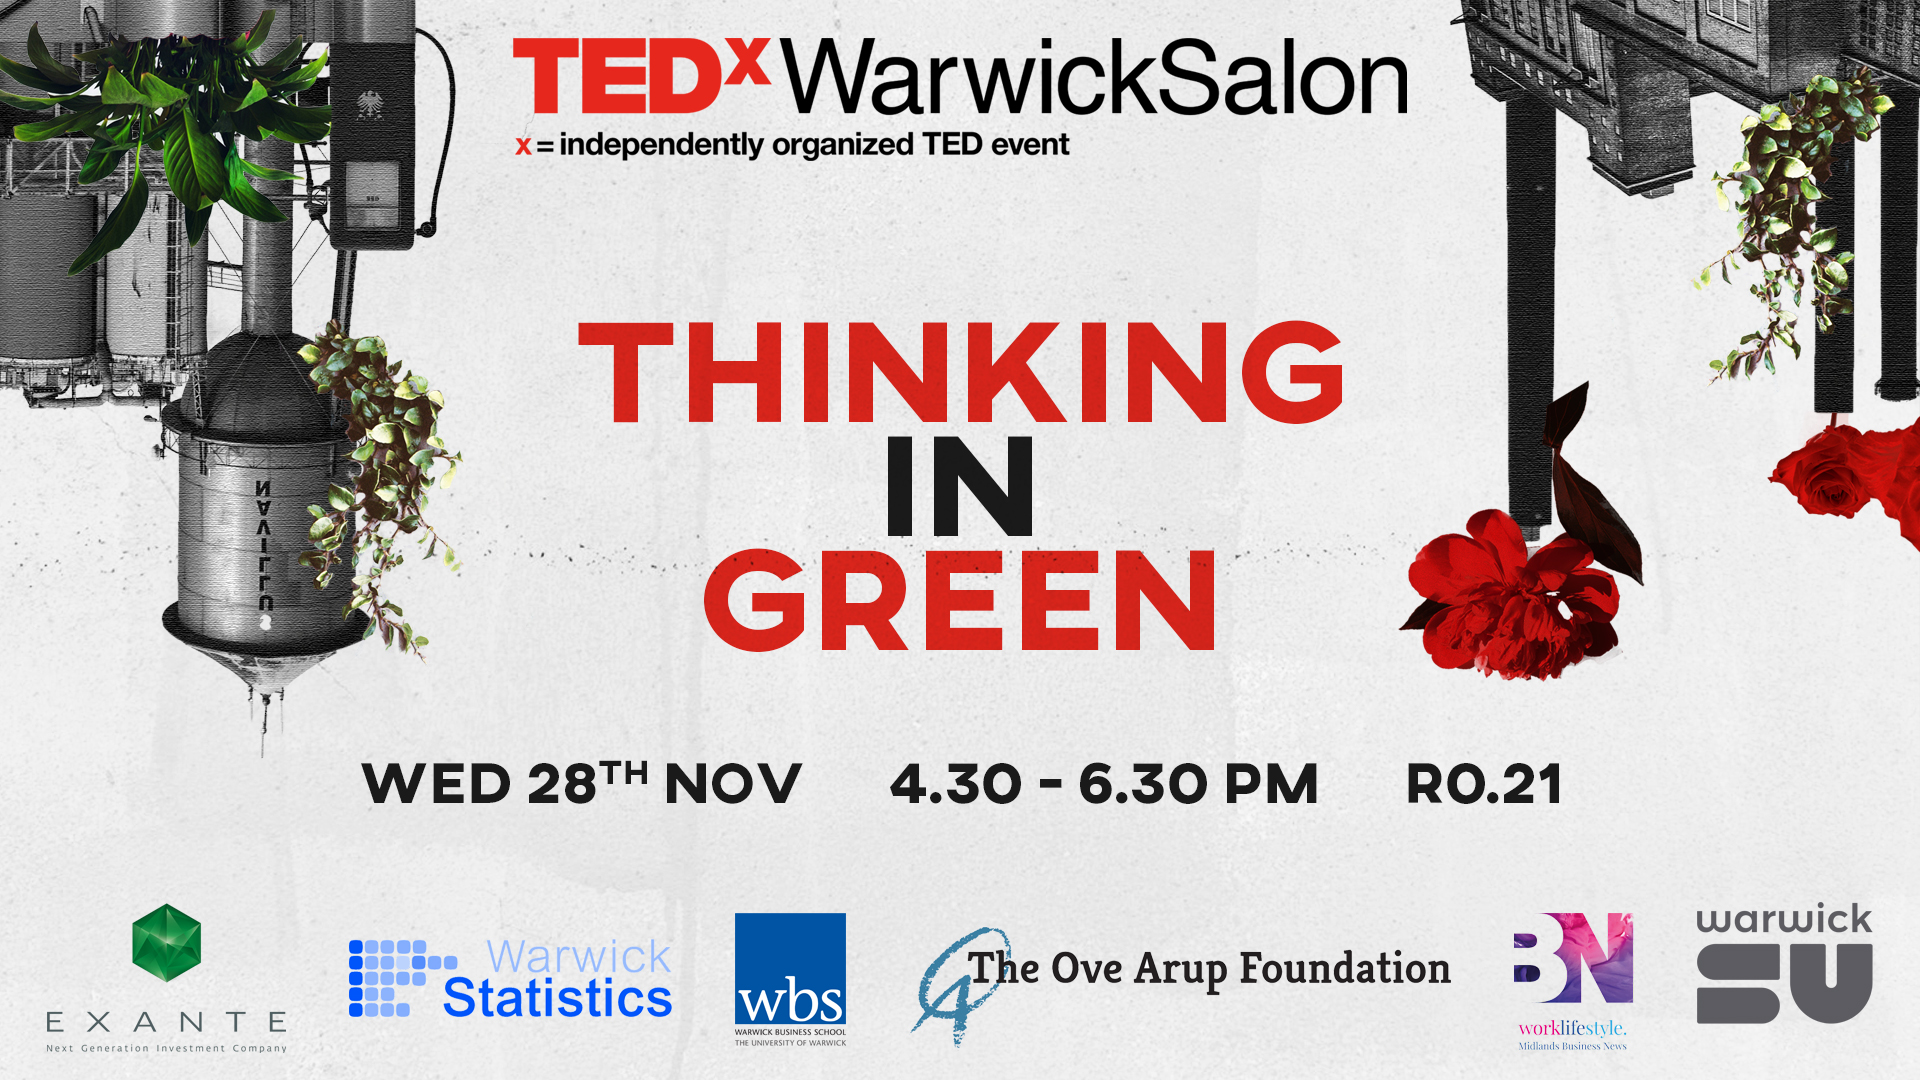 TEDxWarwickSalon
x = independently organized TED event
THINKING
IN
GREEN
WED 28TH NOV 4.30 - 6.30 PM R0.21
SULLIVAN
EXANTE
Next Generation Investment Company
Warwick
Statistics
wbs
WARWICK BUSINESS SCHOOL
THE UNIVERSITY OF WARWICK
The Ove Arup Foundation
BN
worklifestyle.
Midlands Business News
warwick
SU